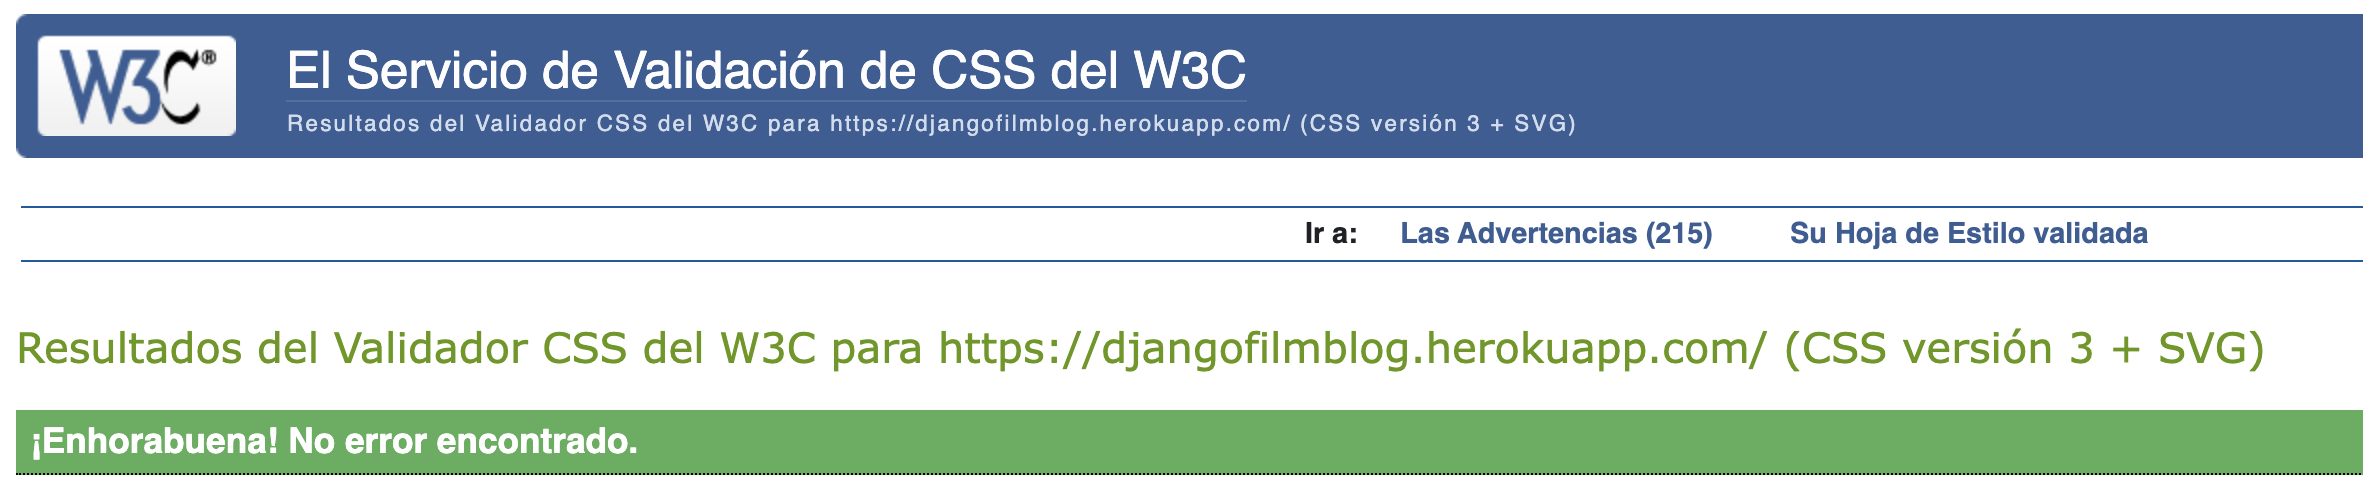 W3C®
El Servicio de Validación de CSS del W3C
Resultados del Validador CSS del W3C para https://djangofilmblog.herokuapp.com/ (CSS versión 3 + SVG)
Ir a: Las Advertencias (215) Su Hoja de Estilo validada
Resultados del Validador CSS del W3C para https://djangofilmblog.herokuapp.com/ (CSS versión 3 + SVG)
¡Enhorabuena! No error encontrado.